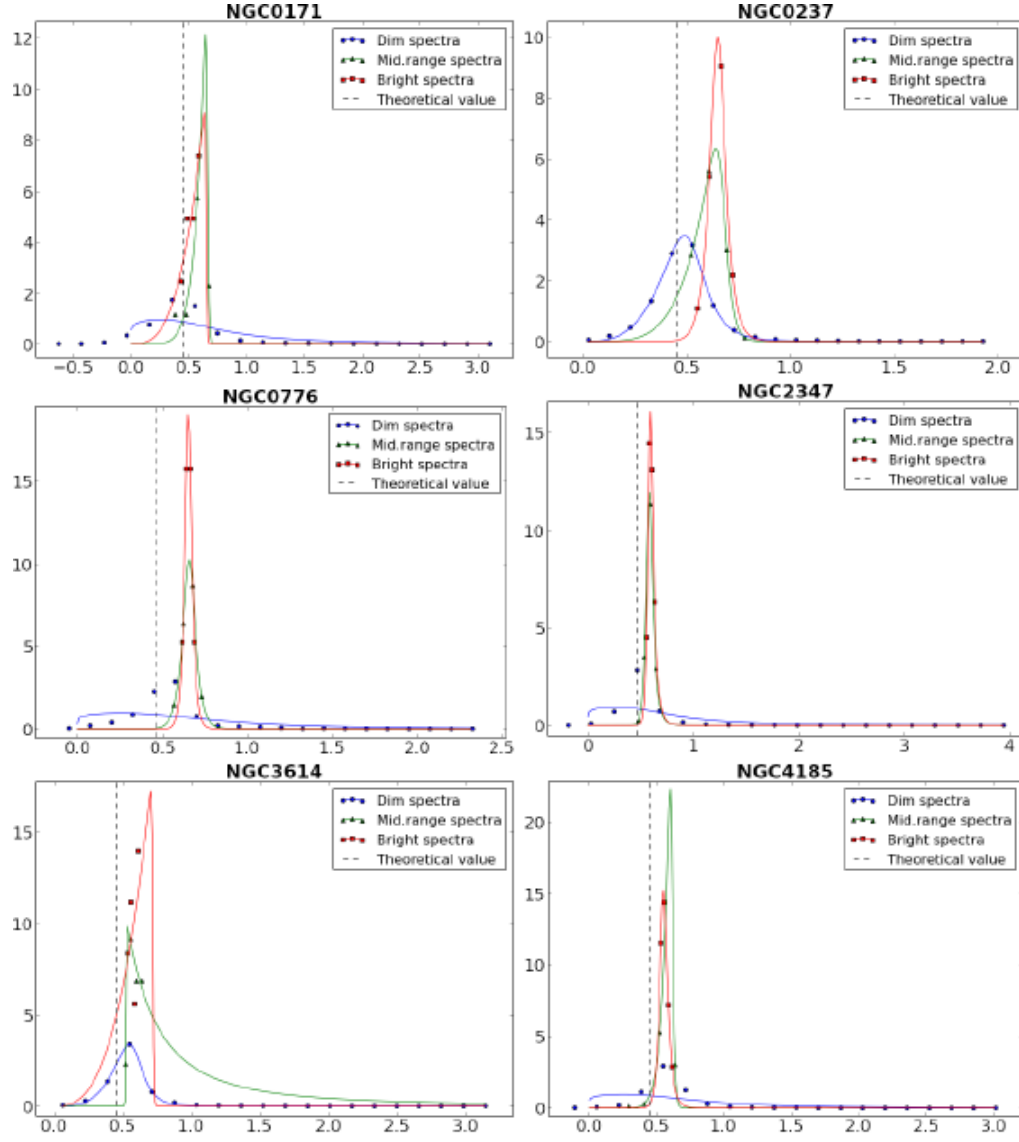 NGC0171
12
10
8
6
4
2
0
Dim spectra
Mid.range spectra
Bright spectra
Theoretical value
−0.5 0.0 0.5 1.0 1.5 2.0 2.5 3.0
NGC0237
10
8
6
4
2
0
Dim spectra
Mid.range spectra
Bright spectra
Theoretical value
0.0 0.5 1.0 1.5 2.0
NGC0776
15
10
5
0
Dim spectra
Mid.range spectra
Bright spectra
Theoretical value
0.0 0.5 1.0 1.5 2.0 2.5
NGC2347
15
10
5
0
Dim spectra
Mid.range spectra
Bright spectra
Theoretical value
0 1 2 3 4
NGC3614
15
10
5
0
Dim spectra
Mid.range spectra
Bright spectra
Theoretical value
0.0 0.5 1.0 1.5 2.0 2.5 3.0
NGC4185
20
15
10
5
0
Dim spectra
Mid.range spectra
Bright spectra
Theoretical value
0.0 0.5 1.0 1.5 2.0 2.5 3.0